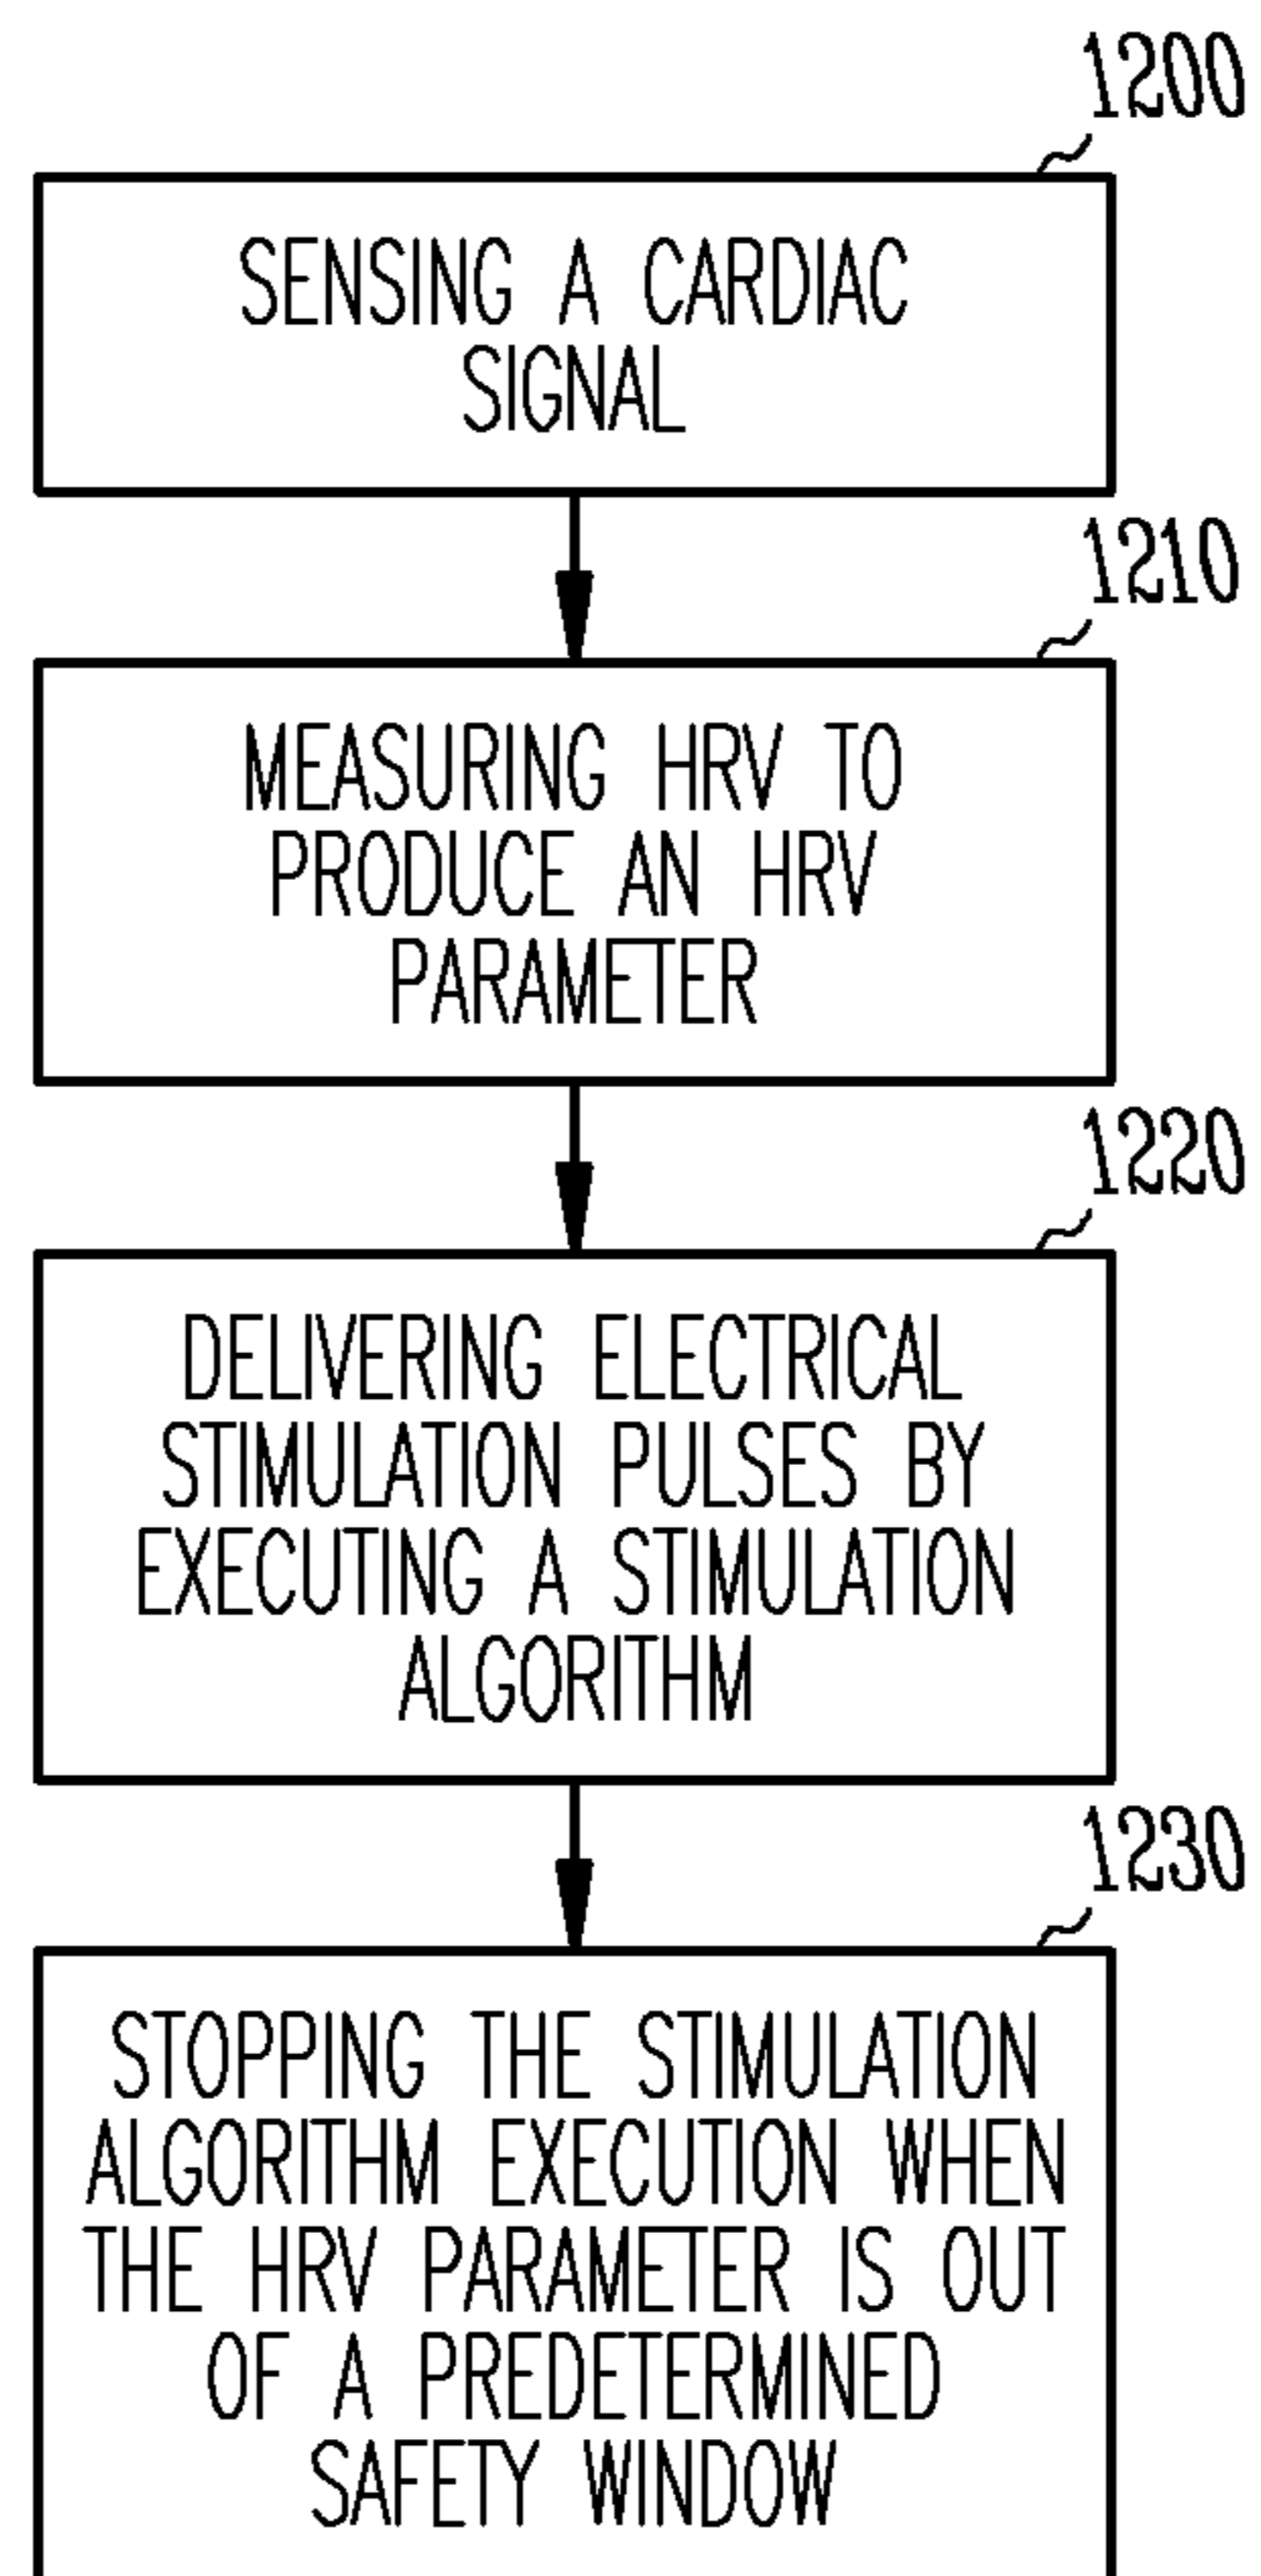 1200
SENSING A CARDIAC
SIGNAL
1210
MEASURING HRV TO
PRODUCE AN HRV
PARAMETER
1220
DELIVERING ELECTRICAL
STIMULATION PULSES BY
EXECUTING A STIMULATION
ALGORITHM
1230
STOPPING THE STIMULATION
ALGORITHM EXECUTION WHEN
THE HRV PARAMETER IS OUT
OF A PREDETERMINED
SAFETY WINDOW